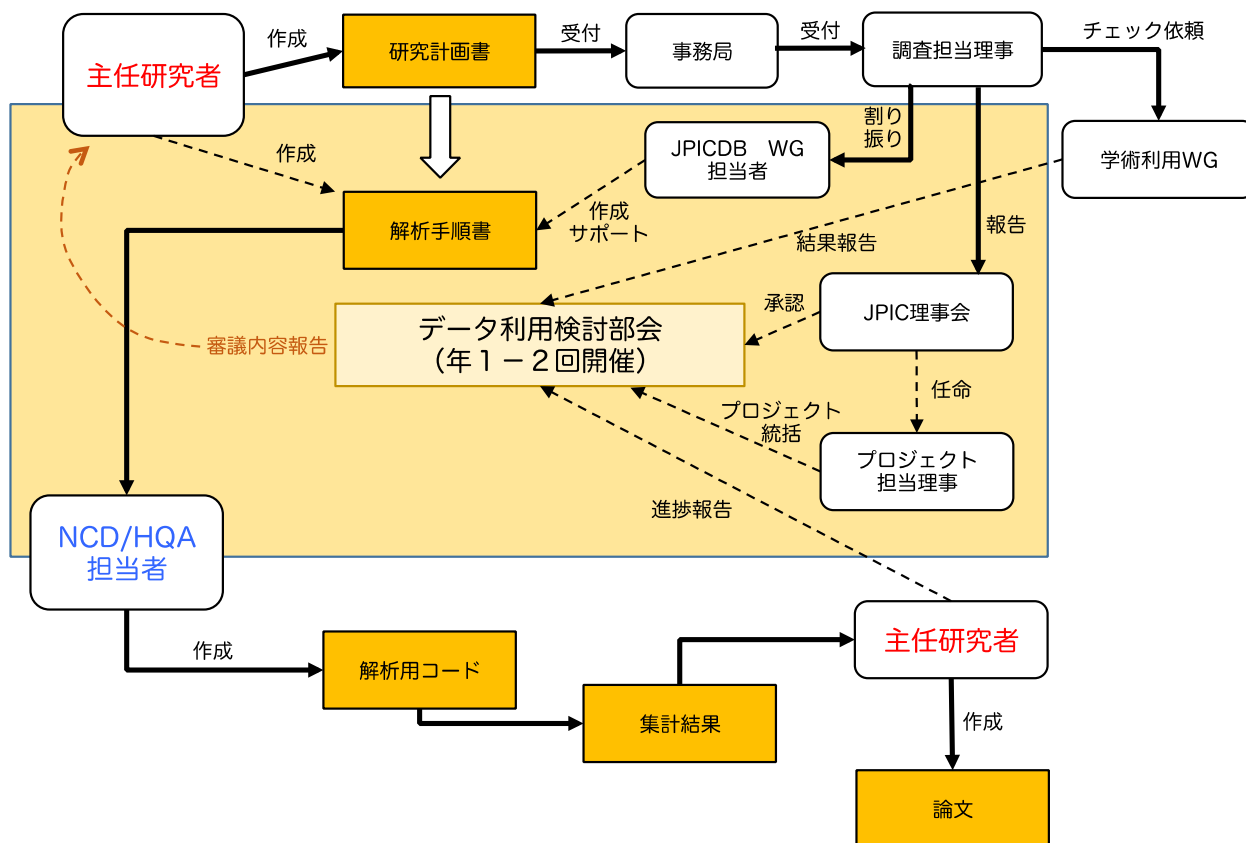 主任研究者
作成
研究計画書
受付
事務局
受付
調査担当理事
チェック依頼
割り
振り
JPICDB　WG
担当者
学術利用WG
作成
解析手順書
作成
サポート
結果報告
報告
承認
JPIC理事会
データ利用検討部会
（年１－２回開催）
審議内容報告
任命
プロジェクト
統括
プロジェクト
担当理事
進捗報告
NCD/HQA
担当者
作成
解析用コード
集計結果
主任研究者
作成
論文